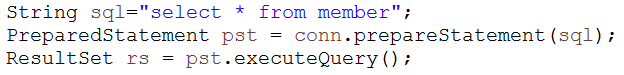 String sql="select * from member";
PreparedStatement pst = conn.prepareStatement(sql);
ResultSet rs = pst.executeQuery();